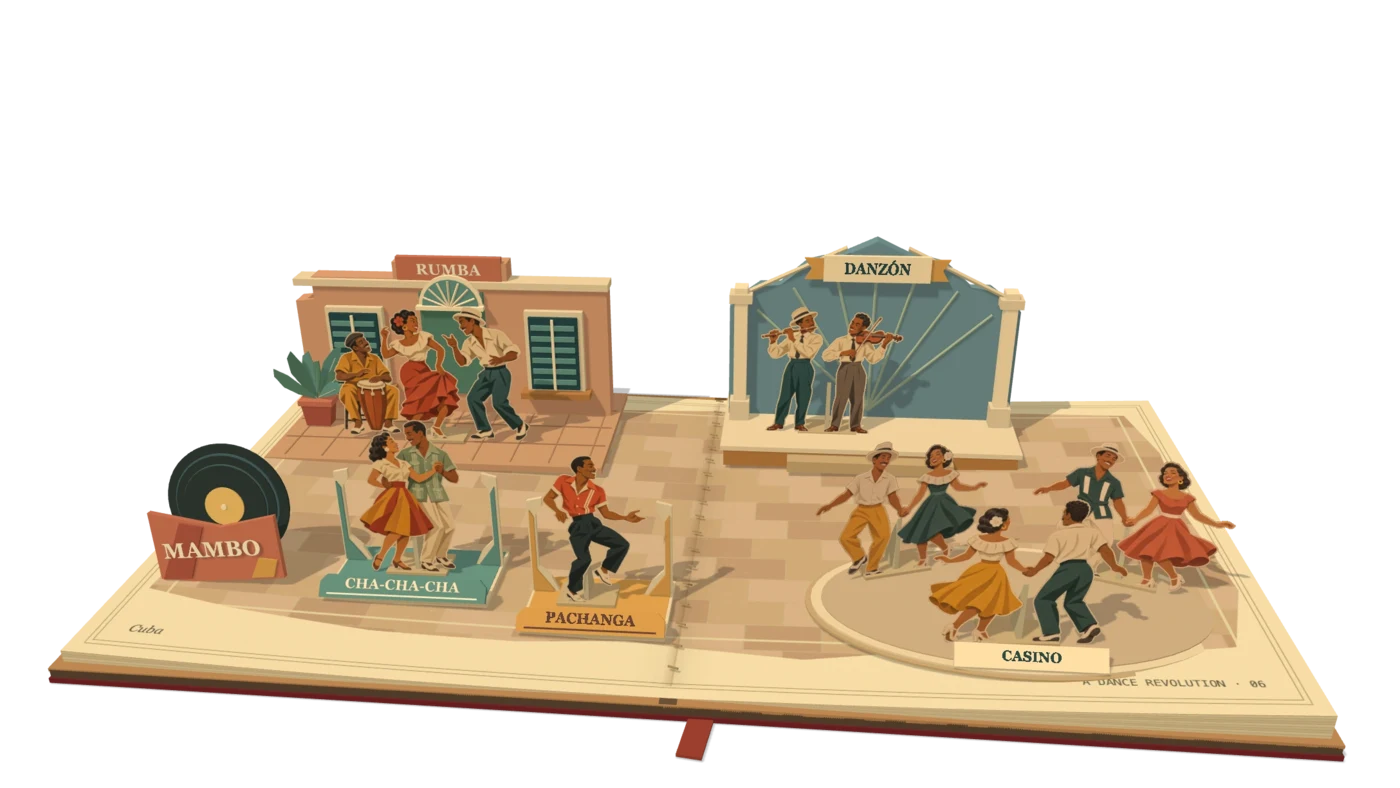 RUMBA
DANZÓN
MAMBO
CHA-CHA-CHA
PACHANGA
CASINO
Cuba
A DANCE REVOLUTION · 06